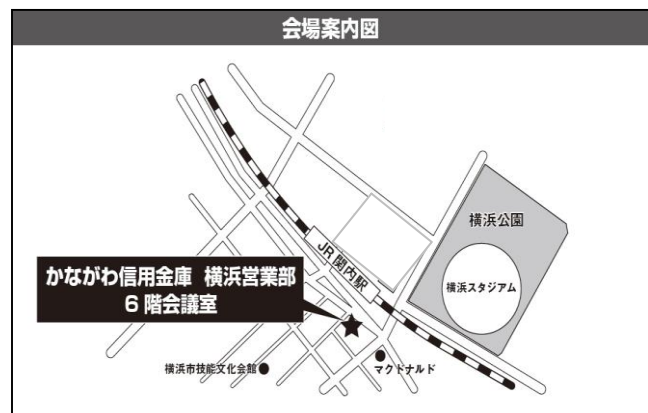 会場案内図
横浜公園
JR関内駅
横浜スタジアム
かながわ信用金庫 横浜営業部
6階会議室
横浜市技能文化会館
マクドナルド